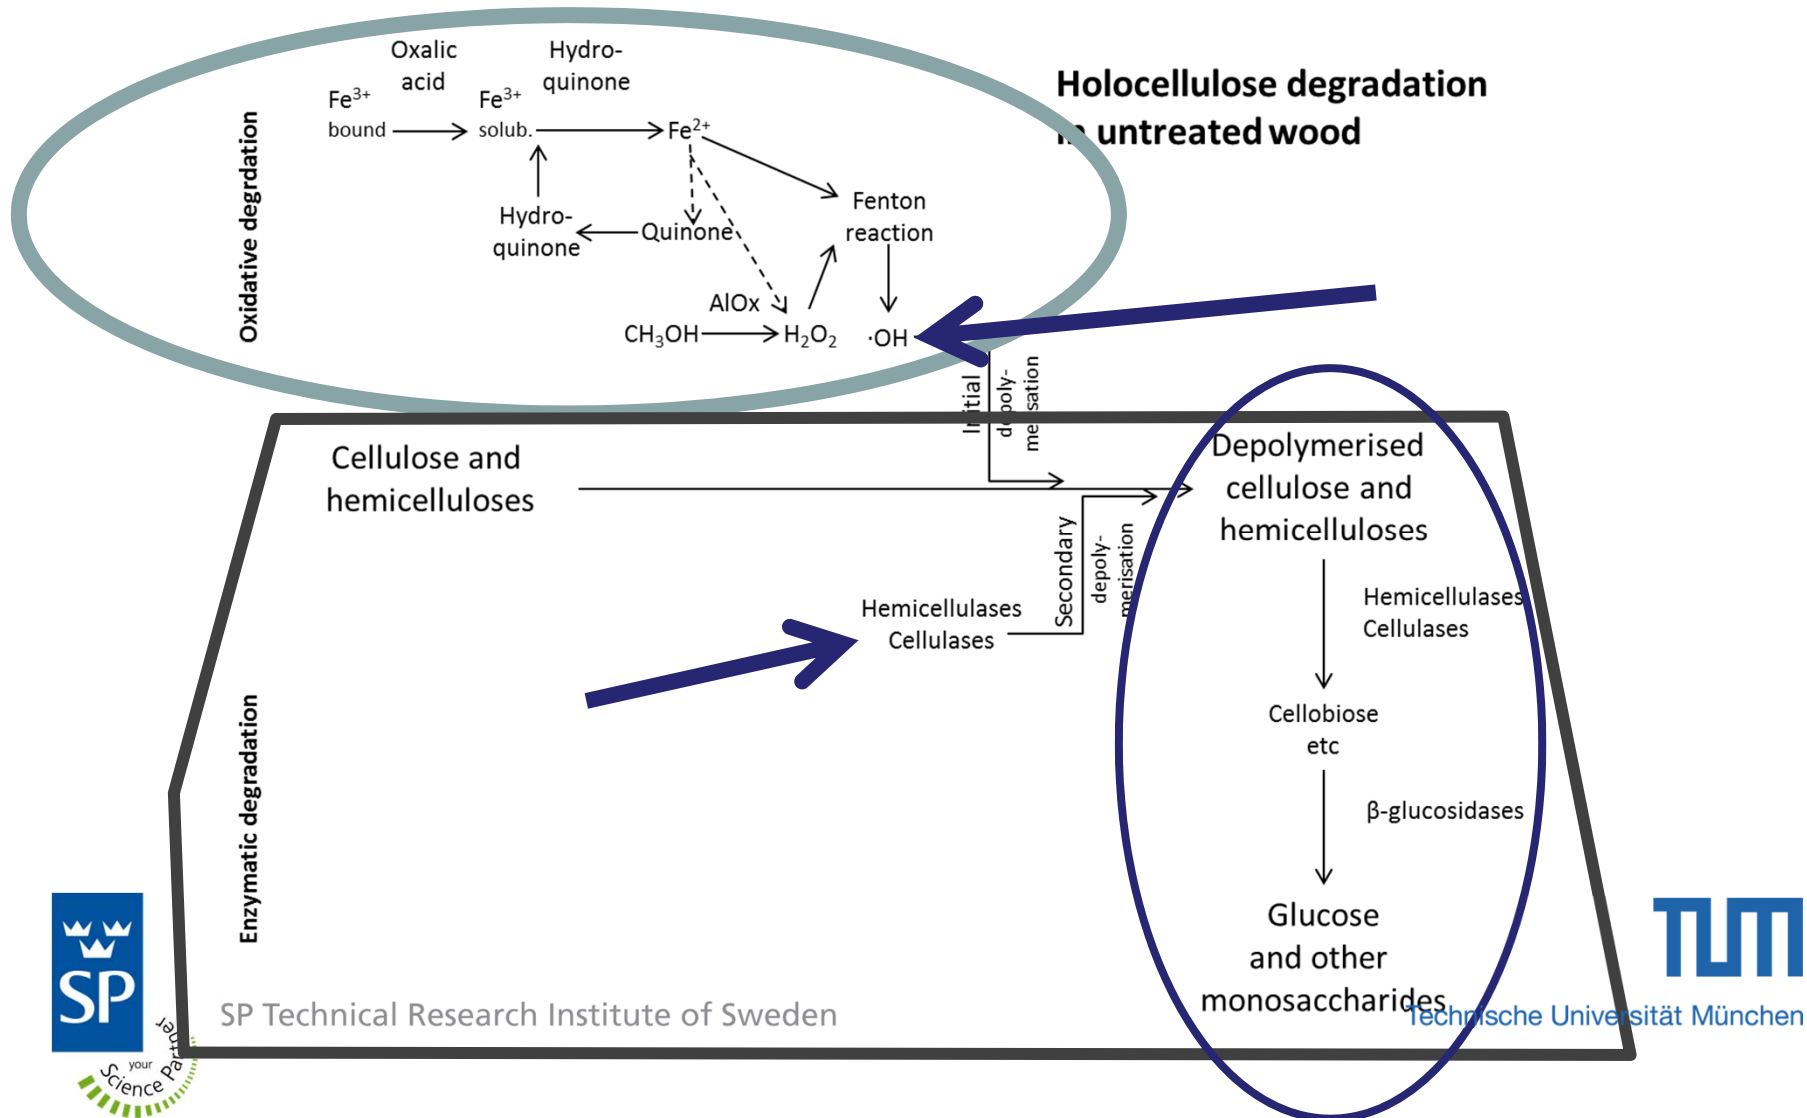 Holocellulose degradation
in untreated wood
Oxidative degrdation
Oxalic
acid
Hydro-
quinone
Fe³⁺
bound
Fe³⁺
solub.
Fe²⁺
Hydro-
quinone
Quinone
Fenton
reaction
AlOx
CH₃OH
H₂O₂
·OH
Initial
depoly-
merisation
Cellulose and
hemicelluloses
Depolymerised
cellulose and
hemicelluloses
Secondary
depoly-
merisation
Hemicellulases
Cellulases
Hemicellulases
Cellulases
Cellobiose
etc
β-glucosidases
Enzymatic degradation
Glucose
and other
monosaccharides
SP
your
Science Partner
SP Technical Research Institute of Sweden
TUM
Technische Universität München